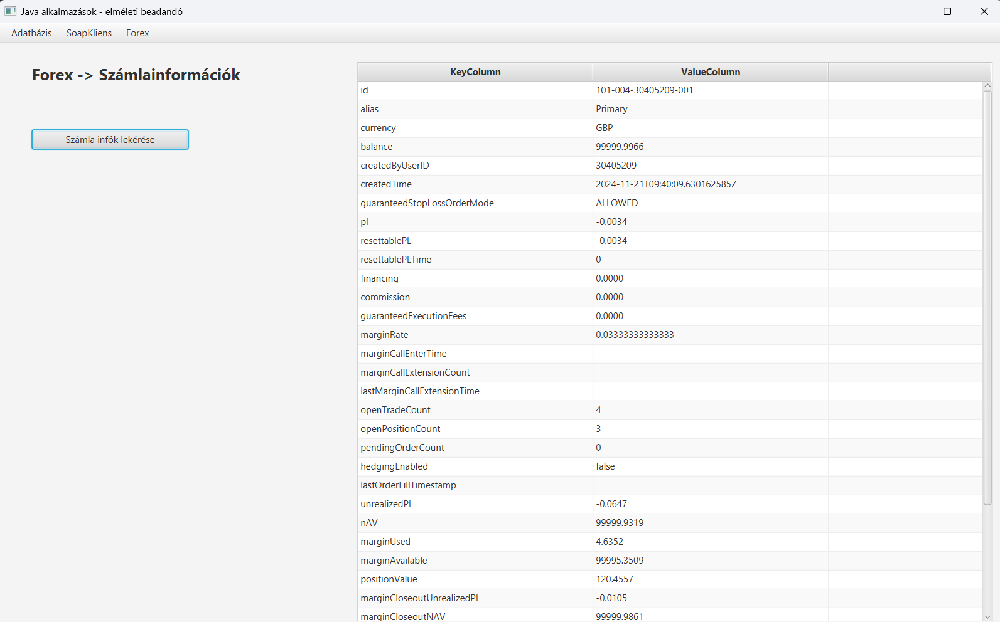 Java alkalmazások - elméleti beadandó
Adatbázis SoapKliens Forex
Forex -> Számlainformációk
Számla infók lekérése
KeyColumn ValueColumn
id 101-004-30405209-001
alias Primary
currency GBP
balance 99999.9966
createdByUserID 30405209
createdTime 2024-11-21T09:40:09.630162585Z
guaranteedStopLossOrderMode ALLOWED
pl -0.0034
resettablePL -0.0034
resettablePLTime 0
financing 0.0000
commission 0.0000
guaranteedExecutionFees 0.0000
marginRate 0.03333333333333
marginCallEnterTime
marginCallExtensionCount
lastMarginCallExtensionTime
openTradeCount 4
openPositionCount 3
pendingOrderCount 0
hedgingEnabled false
lastOrderFillTimestamp
unrealizedPL -0.0647
nAV 99999.9319
marginUsed 4.6352
marginAvailable 99995.3509
positionValue 120.4557
marginCloseoutUnrealizedPL -0.0105
marginCloseoutNAV 99999.9861